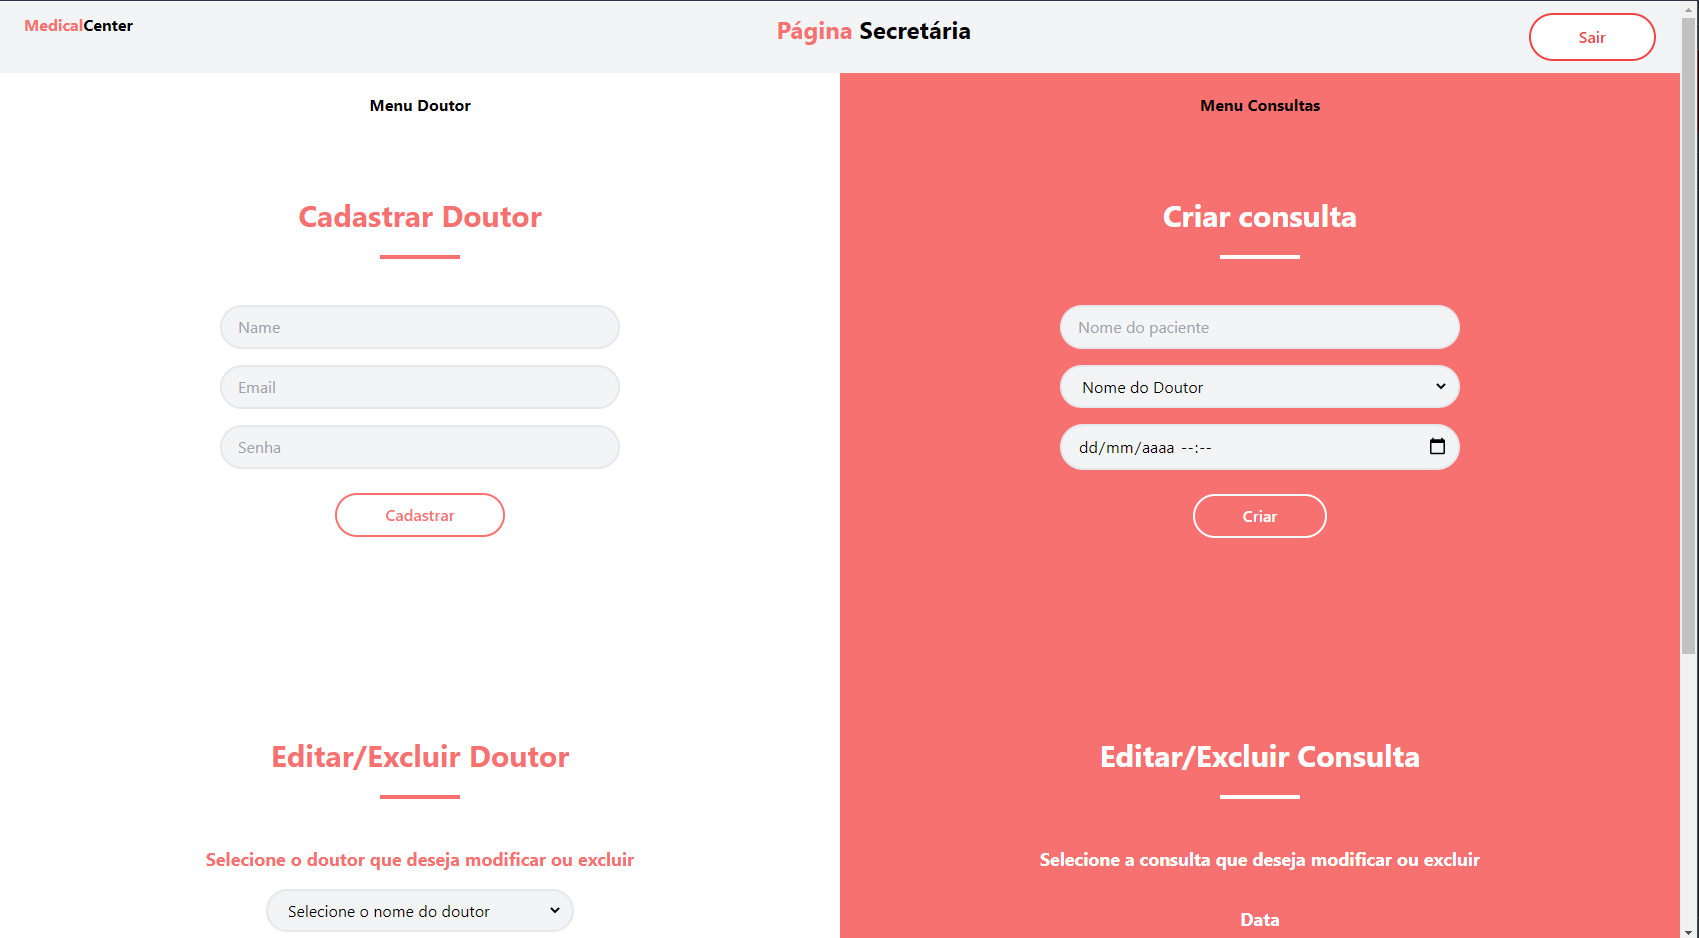 MedicalCenter
Página Secretária
Sair
Menu Doutor
Cadastrar Doutor
Name
Email
Senha
Cadastrar
Editar/Excluir Doutor
Selecione o doutor que deseja modificar ou excluir
Selecione o nome do doutor
Menu Consultas
Criar consulta
Nome do paciente
Nome do Doutor
dd/mm/aaaa --:--
Criar
Editar/Excluir Consulta
Selecione a consulta que deseja modificar ou excluir
Data